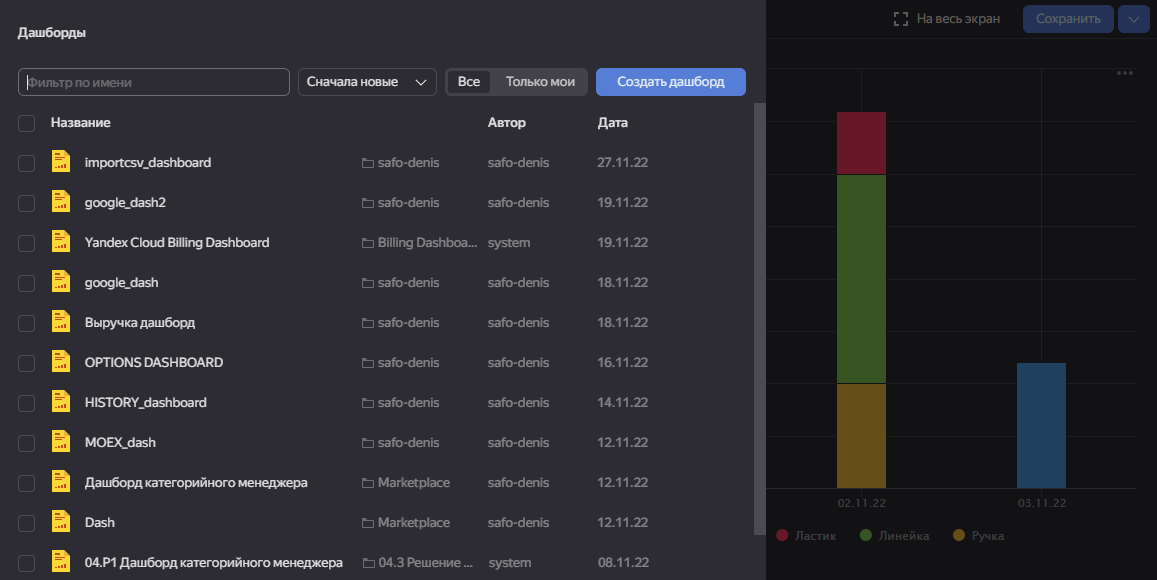 Дашборды
На весь экран
Сохранить
Фильтр по имени
Сначала новые
Все
Только мои
Создать дашборд
Название Автор Дата
importcsv_dashboard safo-denis safo-denis 27.11.22
google_dash2 safo-denis safo-denis 19.11.22
Yandex Cloud Billing Dashboard Billing Dashboa... system 19.11.22
google_dash safo-denis safo-denis 18.11.22
Выручка дашборд safo-denis safo-denis 18.11.22
OPTIONS DASHBOARD safo-denis safo-denis 16.11.22
HISTORY_dashboard safo-denis safo-denis 14.11.22
MOEX_dash safo-denis safo-denis 12.11.22
Дашборд категорийного менеджера Marketplace safo-denis 12.11.22
Dash Marketplace safo-denis 12.11.22
04.P1 Дашборд категорийного менеджера 04.3 Решение ... system 08.11.22
02.11.22 03.11.22
Ластик Линейка Ручка